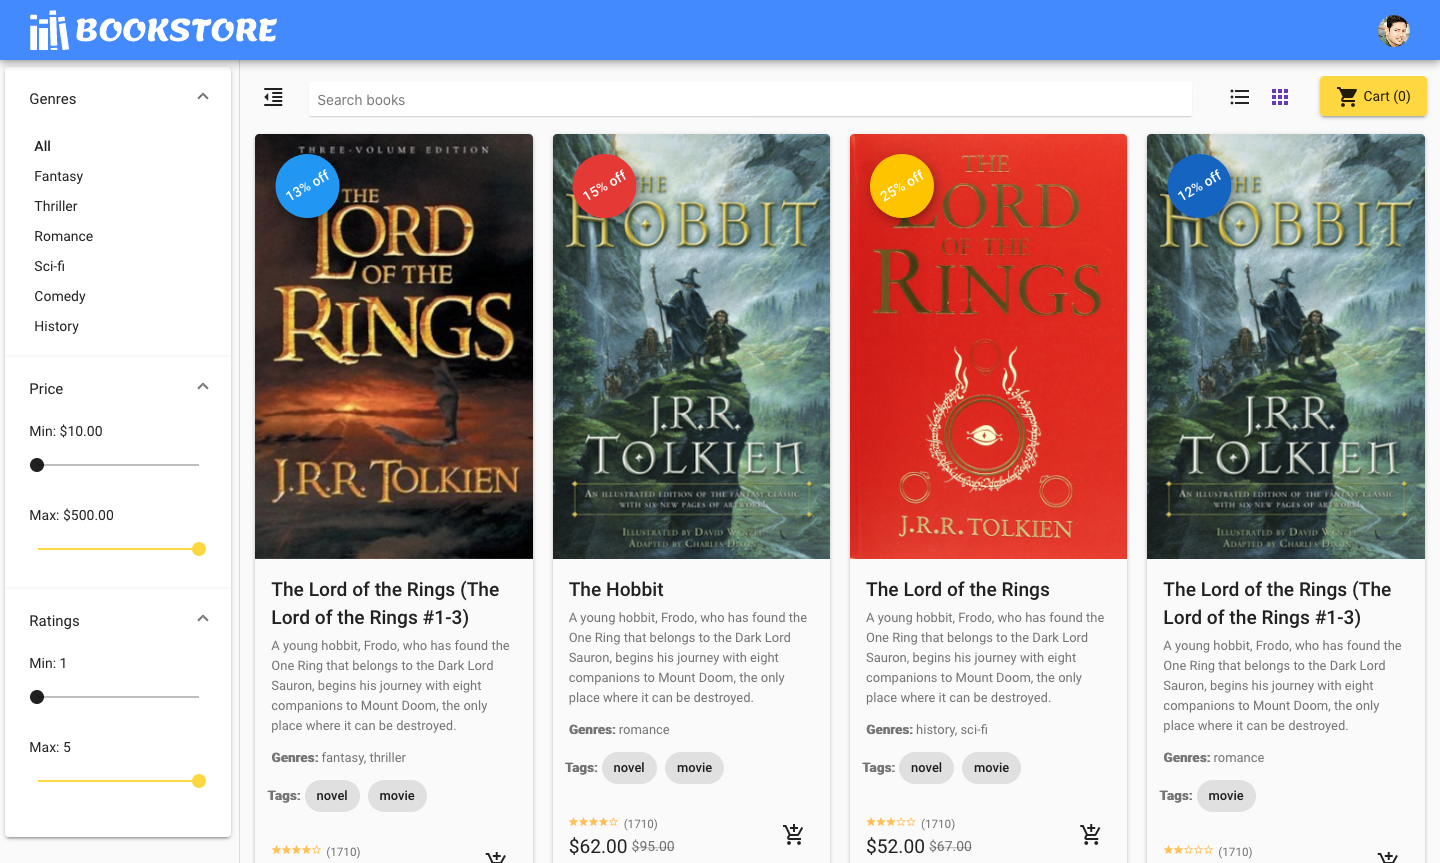 BOOKSTORE
Genres
All
Fantasy
Thriller
Romance
Sci-fi
Comedy
History
Price
Min: $10.00
Max: $500.00
Ratings
Min: 1
Max: 5
Search books
Cart (0)
THREE-VOLUME EDITION
13% off
THE
LORD
OF THE
RINGS
J.R.R. TOLKIEN
The Lord of the Rings (The
Lord of the Rings #1-3)
A young hobbit, Frodo, who has found the
One Ring that belongs to the Dark Lord
Sauron, begins his journey with eight
companions to Mount Doom, the only
place where it can be destroyed.
Genres: fantasy, thriller
Tags: novel movie
(1710)
15% off
THE
HOBBIT
J.R.R.
TOLKIEN
AN ILLUSTRATED EDITION OF THE FANTASY CLASSIC
WITH SIX NEW PAGES OF ARTWORK!
ILLUSTRATED BY DAVID WENZEL
ADAPTED BY CHARLES DIXON
The Hobbit
A young hobbit, Frodo, who has found the
One Ring that belongs to the Dark Lord
Sauron, begins his journey with eight
companions to Mount Doom, the only
place where it can be destroyed.
Genres: romance
Tags: novel movie
(1710)
$62.00 $95.00
25% off
THE
LORD
OF THE
RINGS
J.R.R. TOLKIEN
The Lord of the Rings
A young hobbit, Frodo, who has found the
One Ring that belongs to the Dark Lord
Sauron, begins his journey with eight
companions to Mount Doom, the only
place where it can be destroyed.
Genres: history, sci-fi
Tags: novel movie
(1710)
$52.00 $67.00
12% off
THE
HOBBIT
J.R.R.
TOLKIEN
AN ILLUSTRATED EDITION OF THE FANTASY CLASSIC
WITH SIX NEW PAGES OF ARTWORK!
ILLUSTRATED BY DAVID WENZEL
ADAPTED BY CHARLES DIXON
The Lord of the Rings (The
Lord of the Rings #1-3)
A young hobbit, Frodo, who has found the
One Ring that belongs to the Dark Lord
Sauron, begins his journey with eight
companions to Mount Doom, the only
place where it can be destroyed.
Genres: romance
Tags: movie
(1710)